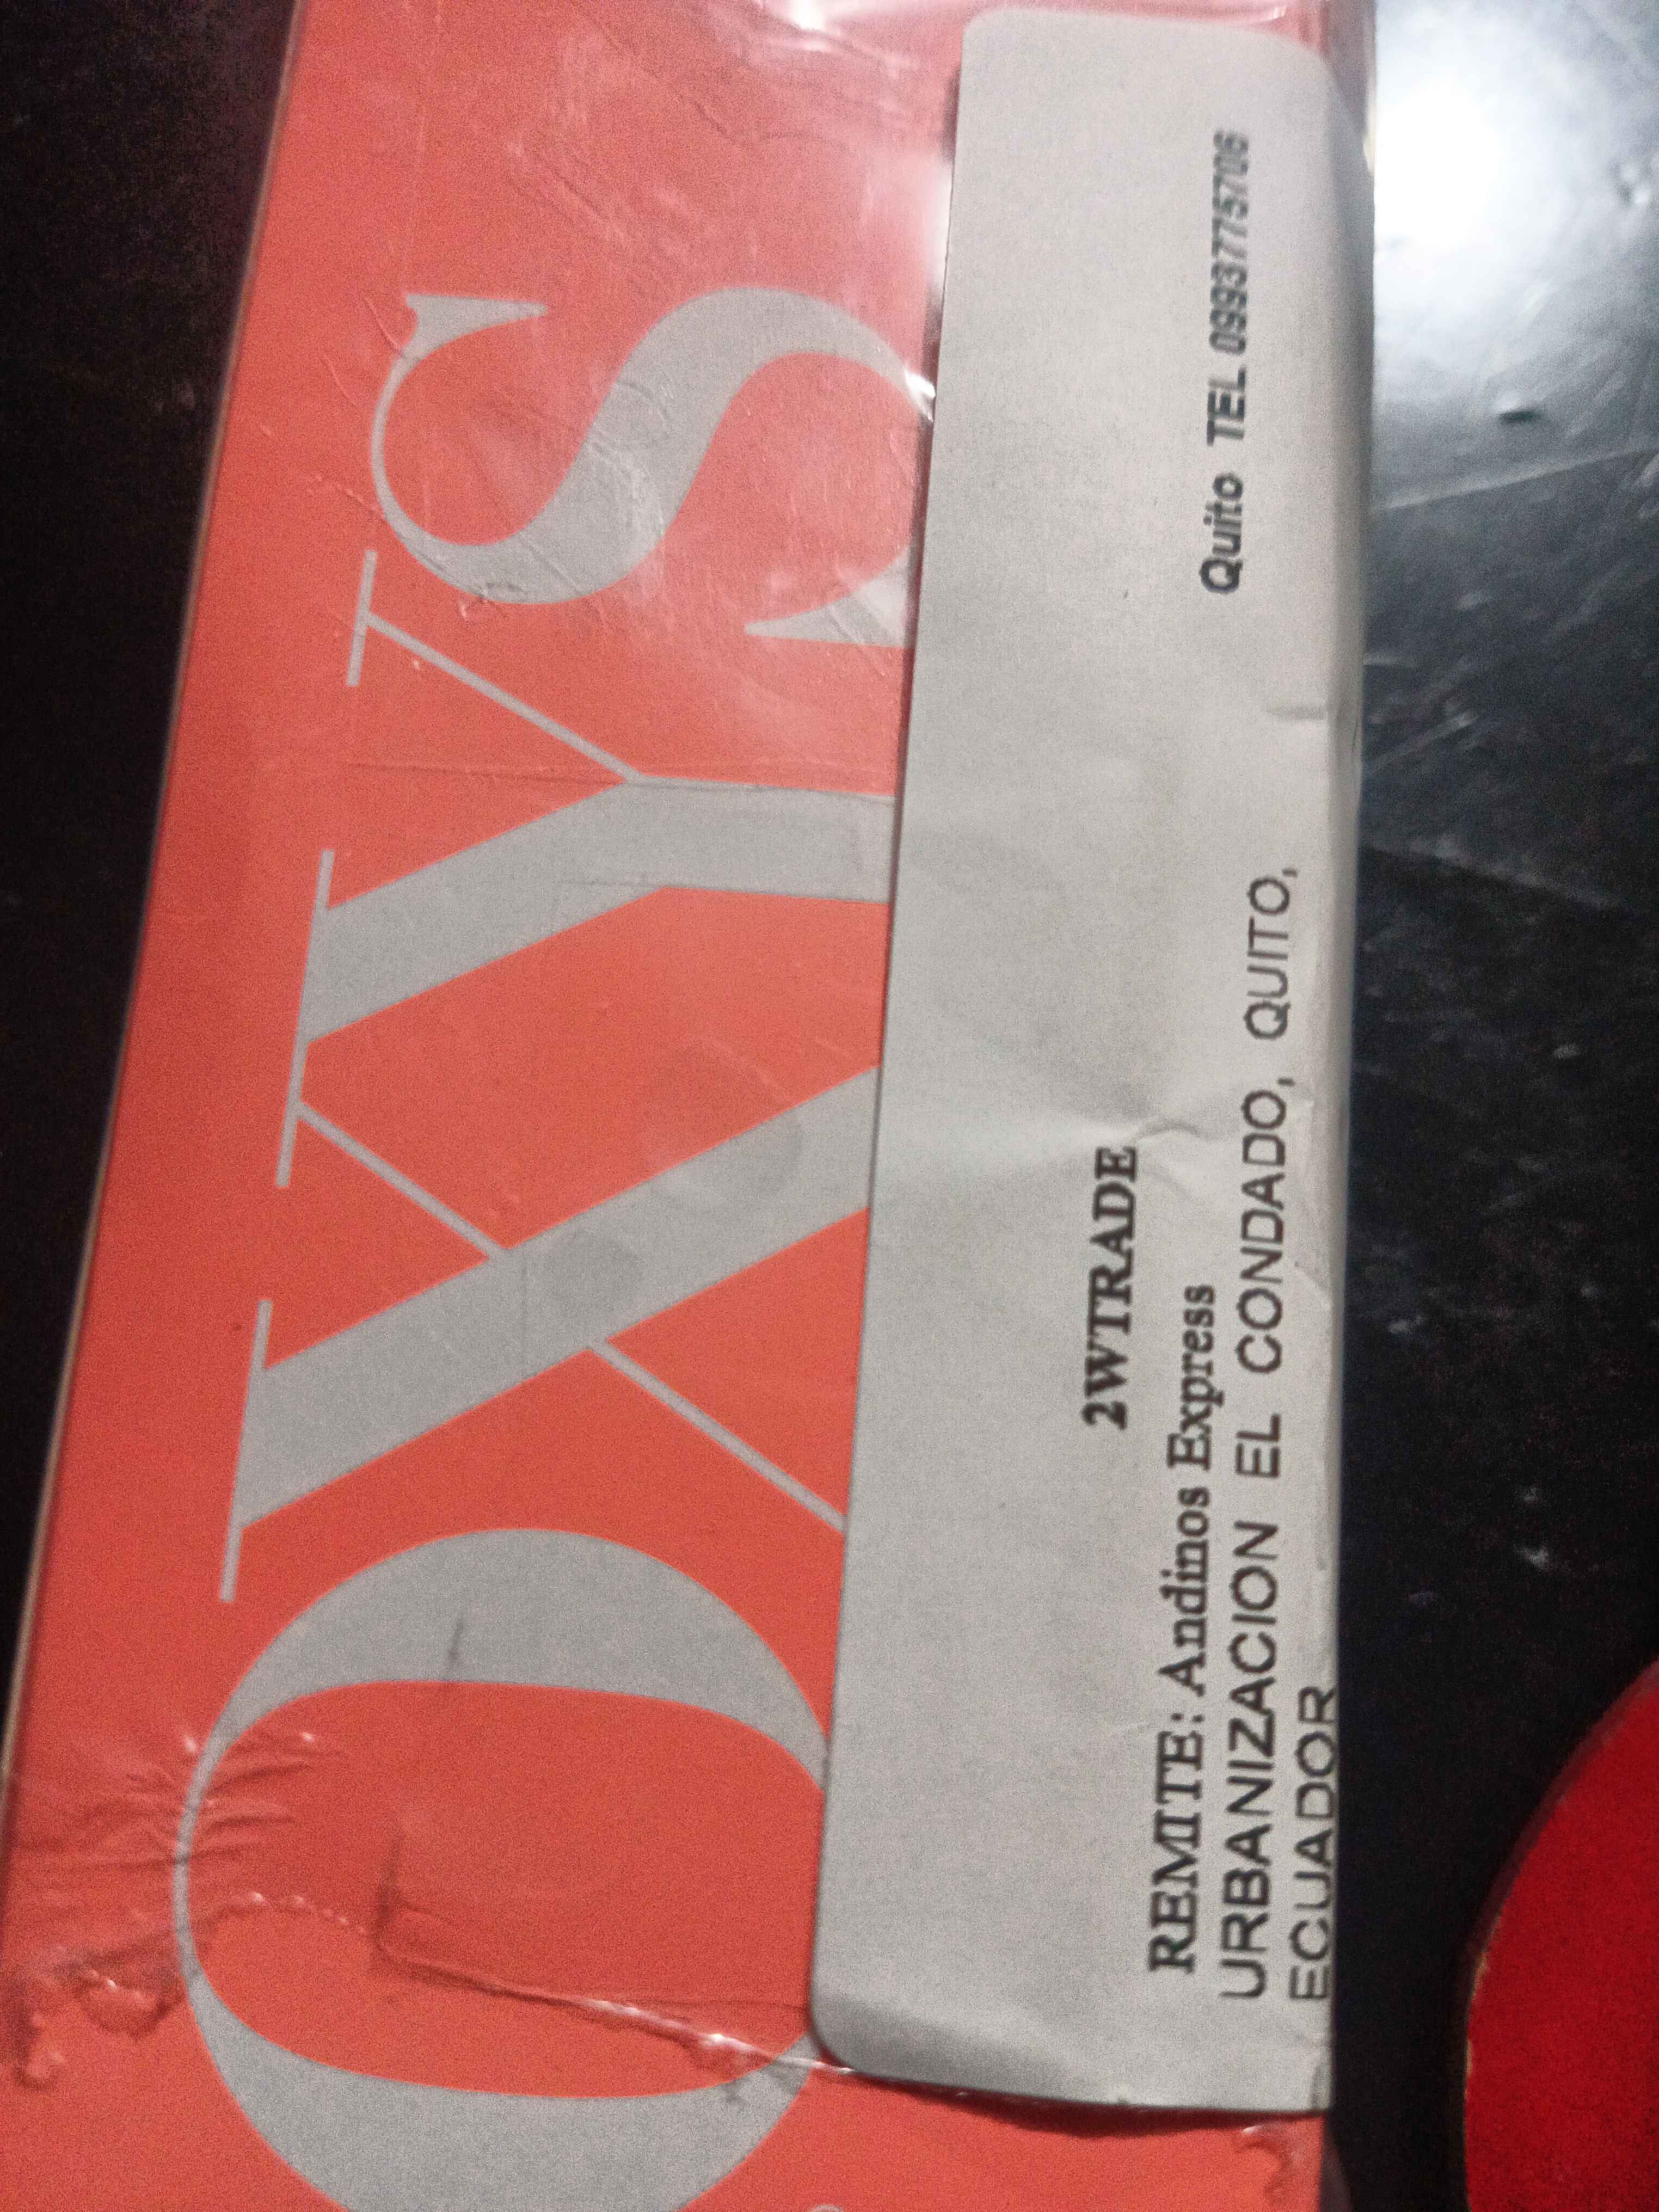 OXYS
2WTRADE
REMITE: Andinos Express
URBANIZACION EL CONDADO, QUITO,
ECUADOR
Quito TEL 0993775706